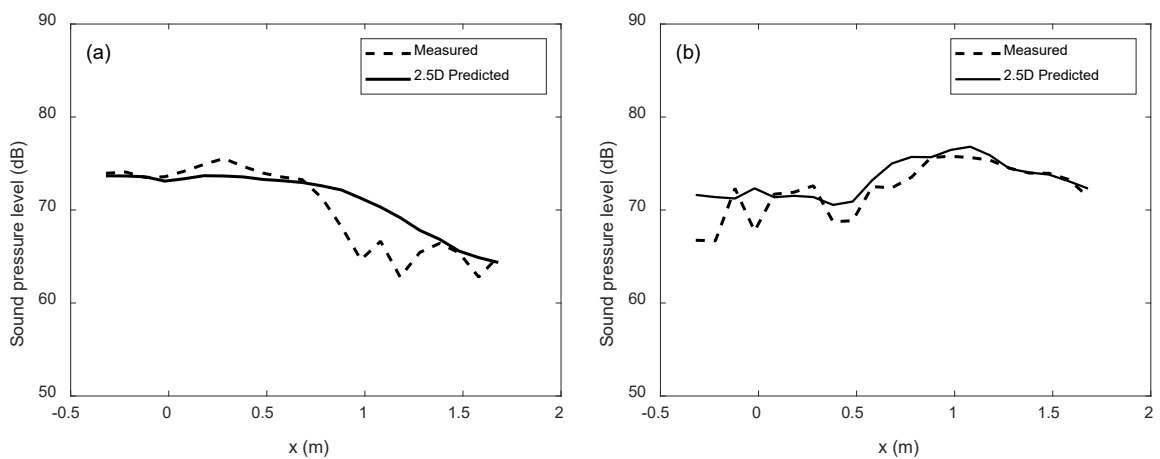 (a)
Measured
2.5D Predicted
Sound pressure level (dB)
90
80
70
60
50
-0.5
0
0.5
1
1.5
2
x (m)
(b)
Measured
2.5D Predicted
Sound pressure level (dB)
90
80
70
60
50
-0.5
0
0.5
1
1.5
2
x (m)